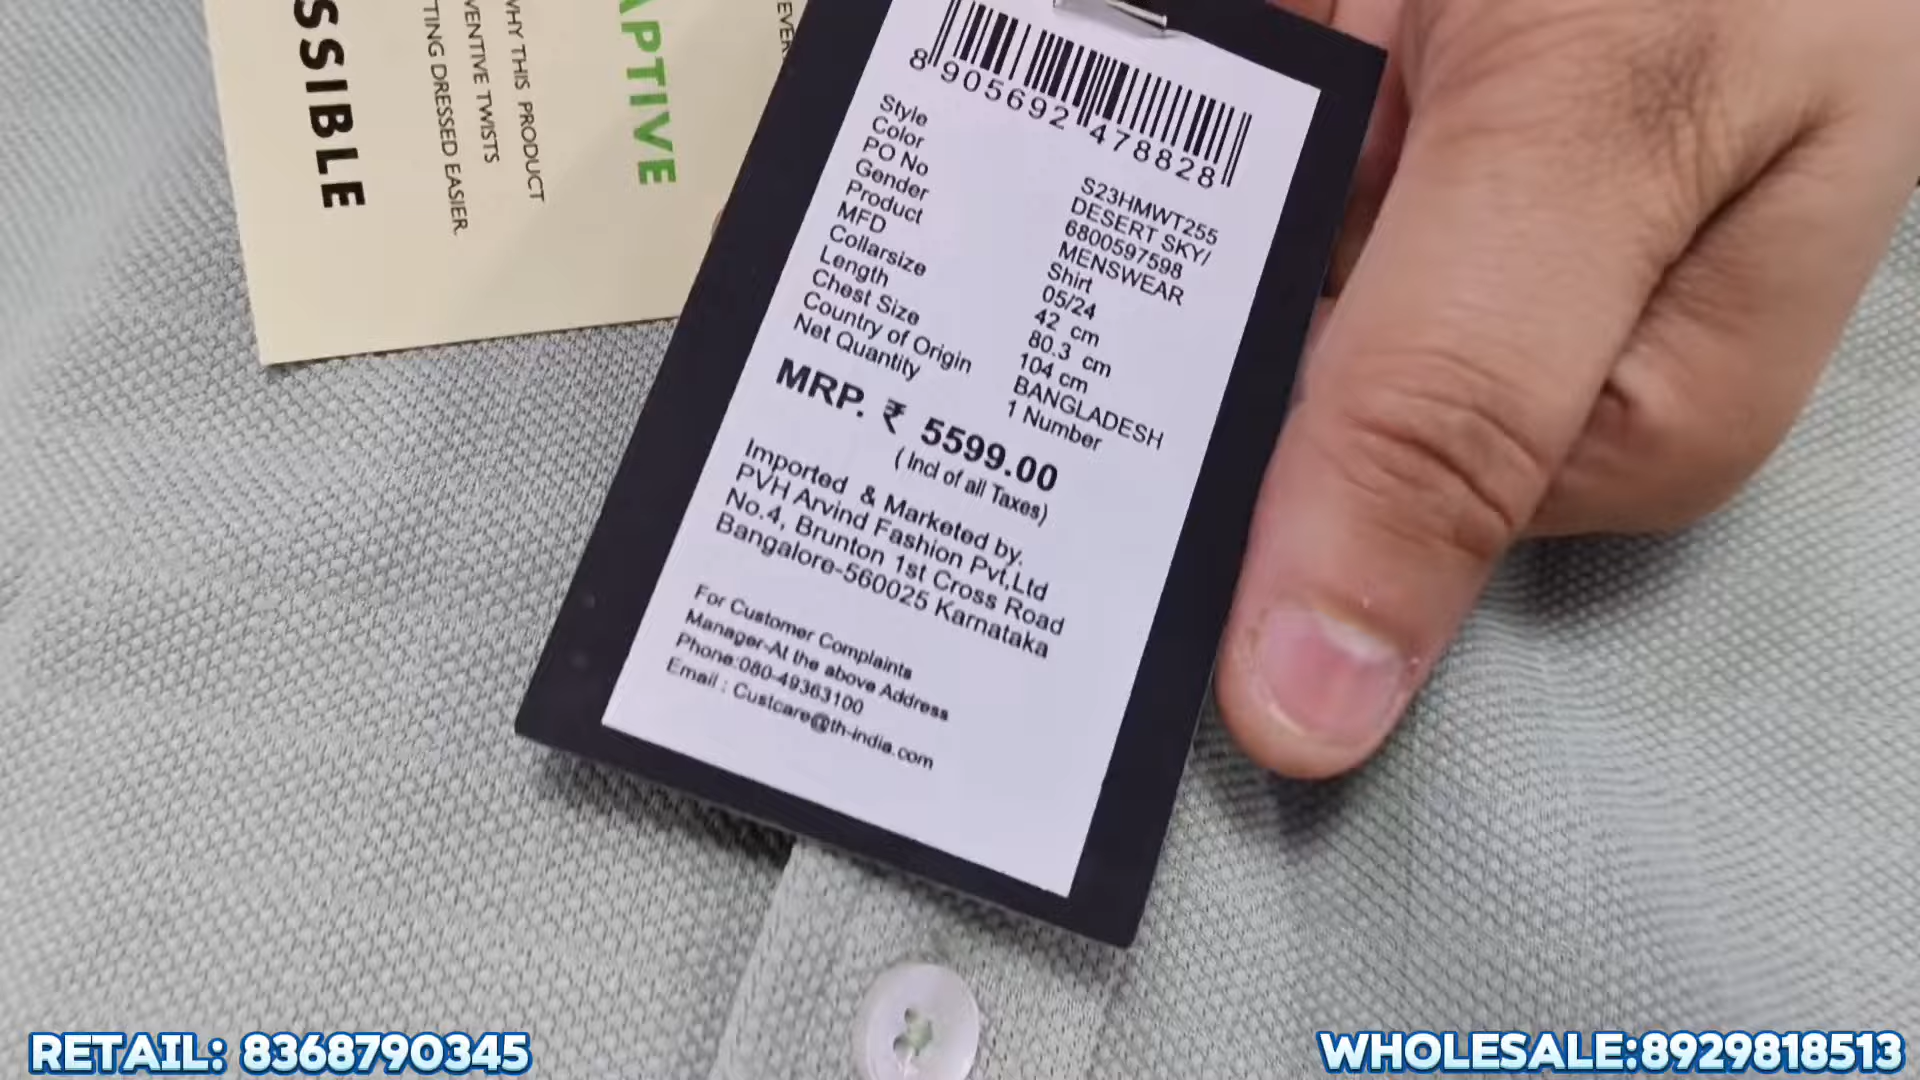 SSIBLE
WHY THIS PRODUCT
VENTIVE TWISTS
TING DRESSED EASIER.
APTIVE
EVER
8 905692 478828
Style S23HMWT255
Color DESERT SKY/
PO No 6800597598
Gender MENSWEAR
Product Shirt
MFD 05/24
Collarsize 42 cm
Length 80.3 cm
Chest Size 104 cm
Country of Origin BANGLADESH
Net Quantity 1 Number
MRP. ₹ 5599.00
( Incl of all Taxes)
Imported & Marketed by.
PVH Arvind Fashion Pvt,Ltd
No.4, Brunton 1st Cross Road
Bangalore-560025 Karnataka
For Customer Complaints
Manager-At the above Address
Phone:080-49363100
Email : Custcare@th-india.com
RETAIL: 8368790345
WHOLESALE:8929818513